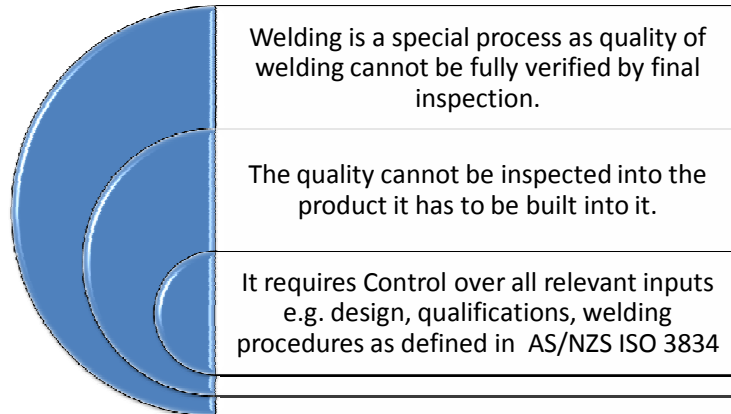 Welding is a special process as quality of
welding cannot be fully verified by final
inspection.
The quality cannot be inspected into the
product it has to be built into it.
It requires Control over all relevant inputs
e.g. design, qualifications, welding
procedures as defined in AS/NZS ISO 3834